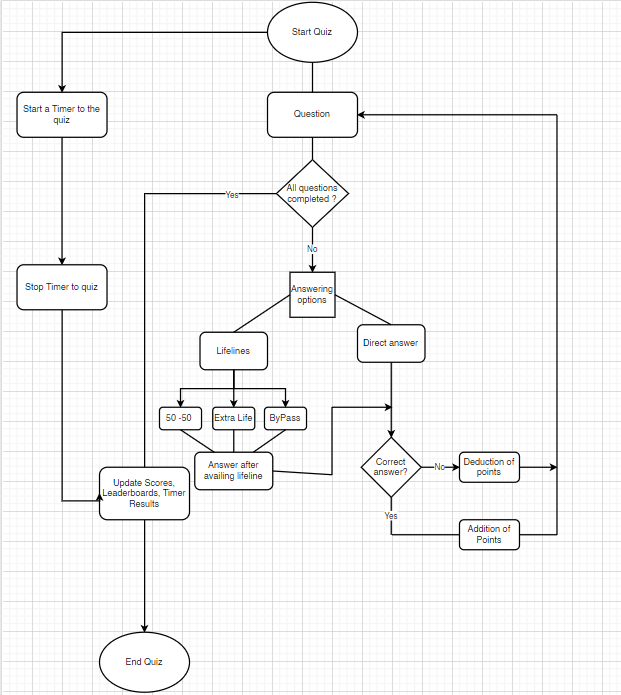 Start Quiz
Start a Timer to the
quiz
Question
All questions
completed ?
Yes
No
Stop Timer to quiz
Answering
options
Lifelines
Direct answer
50 -50
Extra Life
ByPass
Answer after
availing lifeline
Correct
answer?
No
Deduction of
points
Yes
Addition of
Points
Update Scores,
Leaderboards, Timer
Results
End Quiz